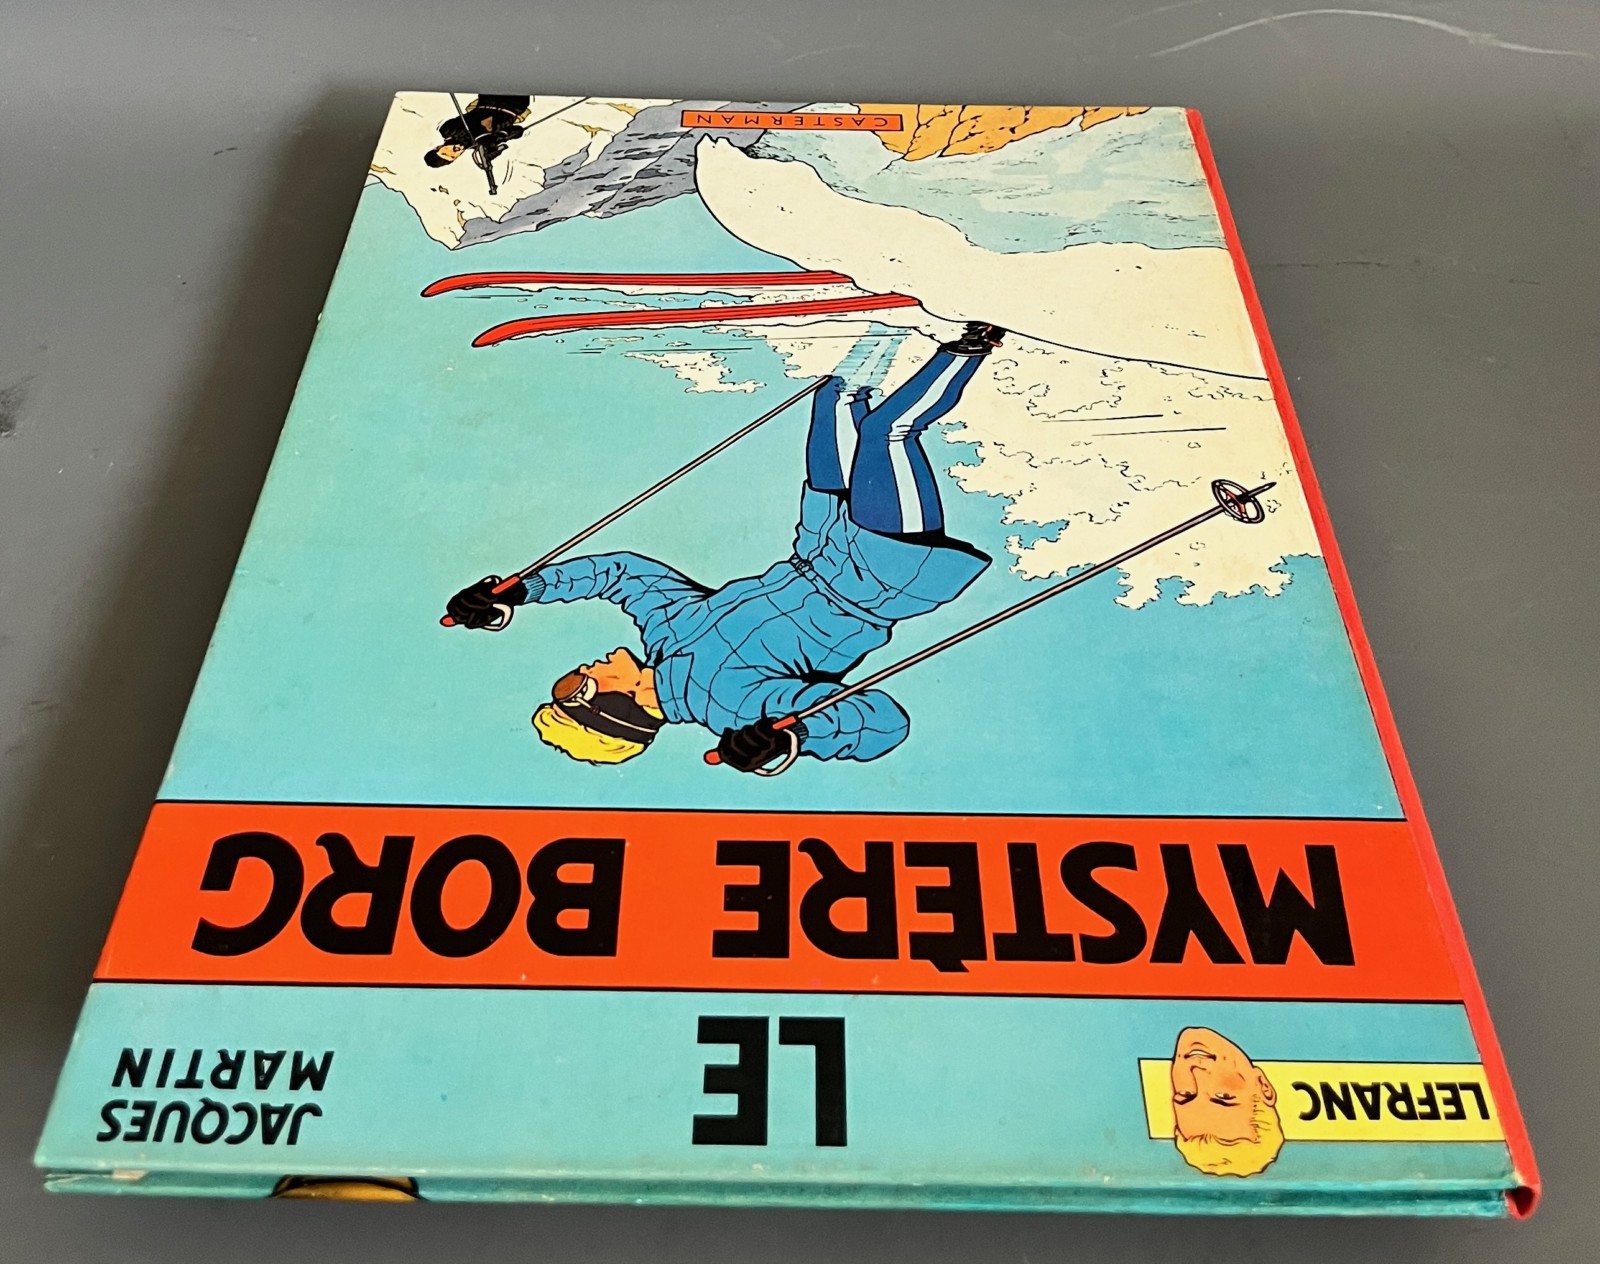 LEFRANC
LE
JACQUES
MARTIN
MYSTÈRE BORG
CASTERMAN